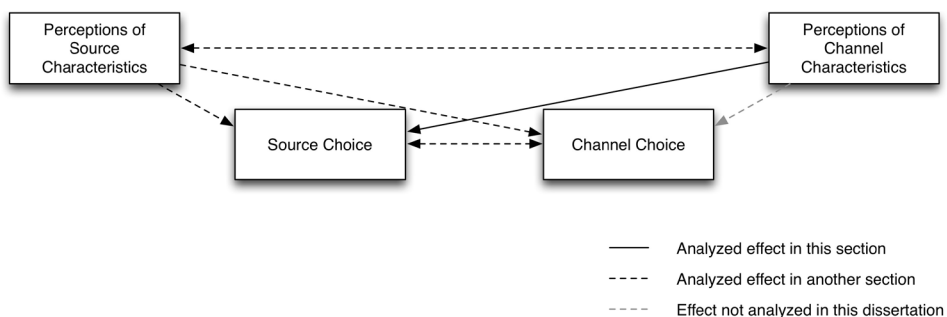 Perceptions of
Source
Characteristics
Perceptions of
Channel
Characteristics
Source Choice
Channel Choice
Analyzed effect in this section
Analyzed effect in another section
Effect not analyzed in this dissertation